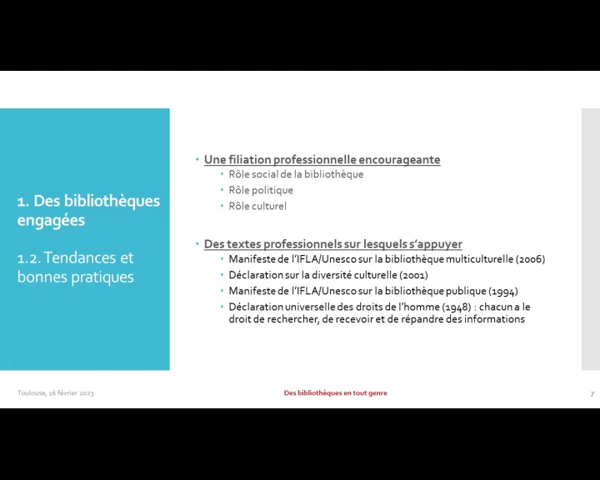 1. Des bibliothèques
engagées
1.2. Tendances et
bonnes pratiques
• Une filiation professionnelle encourageante
• Rôle social de la bibliothèque
• Rôle politique
• Rôle culturel
• Des textes professionnels sur lesquels s'appuyer
• Manifeste de l'IFLA/Unesco sur la bibliothèque multiculturelle (2006)
• Déclaration sur la diversité culturelle (2001)
• Manifeste de l'IFLA/Unesco sur la bibliothèque publique (1994)
• Déclaration universelle des droits de l'homme (1948) : chacun a le
droit de rechercher, de recevoir et de répandre des informations
Toulouse, 16 février 2023
Des bibliothèques en tout genre
7